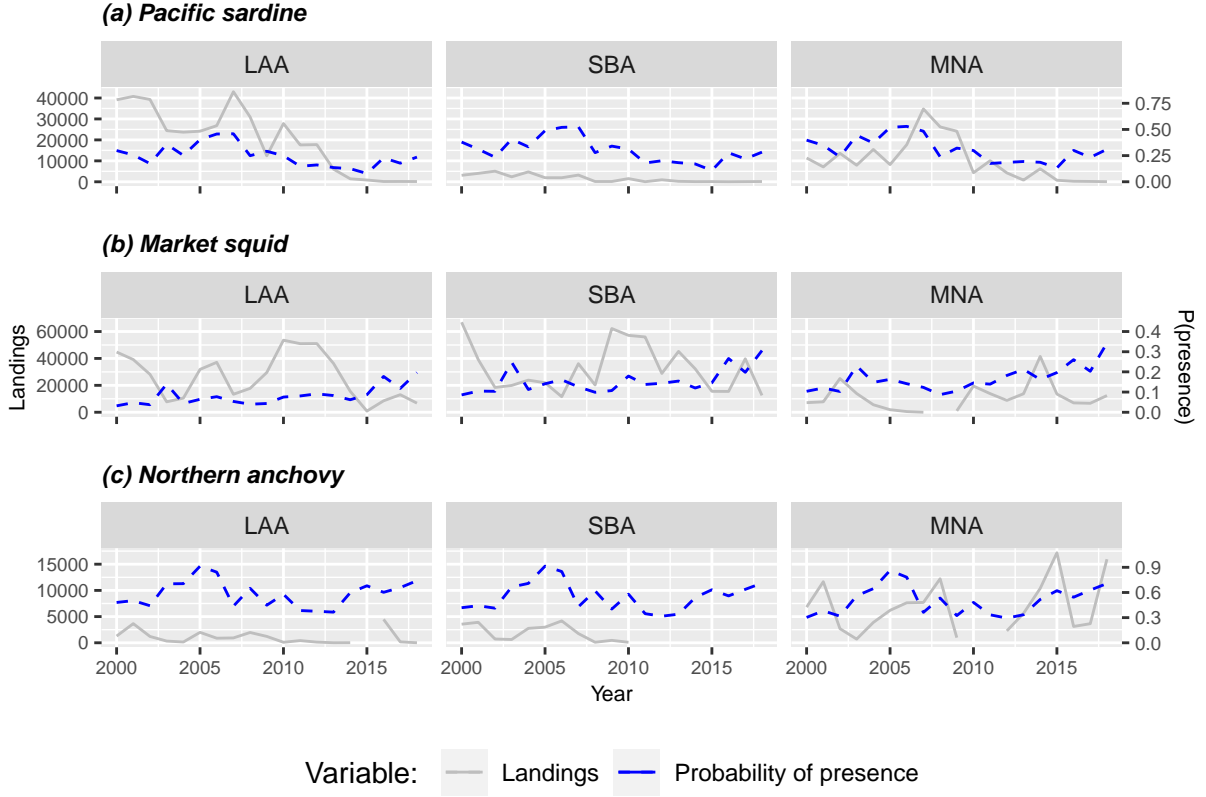 (a) Pacific sardine
LAA SBA MNA
40000
30000
20000
10000
0
0.75
0.50
0.25
0.00
(b) Market squid
LAA SBA MNA
60000
40000
20000
0
0.4
0.3
0.2
0.1
0.0
Landings
P(presence)
(c) Northern anchovy
LAA SBA MNA
15000
10000
5000
0
0.9
0.6
0.3
0.0
2000 2005 2010 2015 2000 2005 2010 2015 2000 2005 2010 2015
Year
Variable: Landings Probability of presence